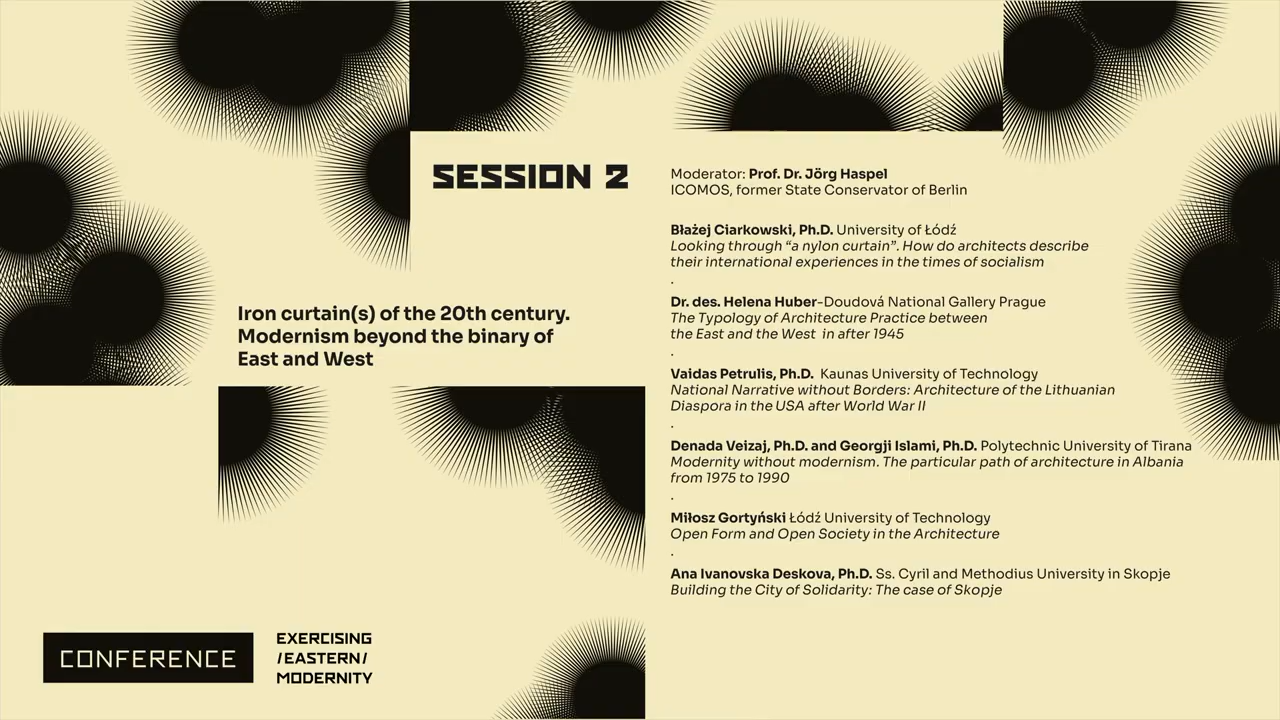 SESSION 2
Iron curtain(s) of the 20th century.
Modernism beyond the binary of
East and West
Moderator: Prof. Dr. Jörg Haspel
ICOMOS, former State Conservator of Berlin
Błażej Ciarkowski, Ph.D. University of Łódź
Looking through “a nylon curtain”. How do architects describe
their international experiences in the times of socialism
.
Dr. des. Helena Huber-Doudová National Gallery Prague
The Typology of Architecture Practice between
the East and the West in after 1945
.
Vaidas Petrulis, Ph.D. Kaunas University of Technology
National Narrative without Borders: Architecture of the Lithuanian
Diaspora in the USA after World War II
.
Denada Veizaj, Ph.D. and Georgji Islami, Ph.D. Polytechnic University of Tirana
Modernity without modernism. The particular path of architecture in Albania
from 1975 to 1990
.
Miłosz Gortyński Łódź University of Technology
Open Form and Open Society in the Architecture
.
Ana Ivanovska Deskova, Ph.D. Ss. Cyril and Methodius University in Skopje
Building the City of Solidarity: The case of Skopje
CONFERENCE
EXERCISING
/EASTERN/
MODERNITY